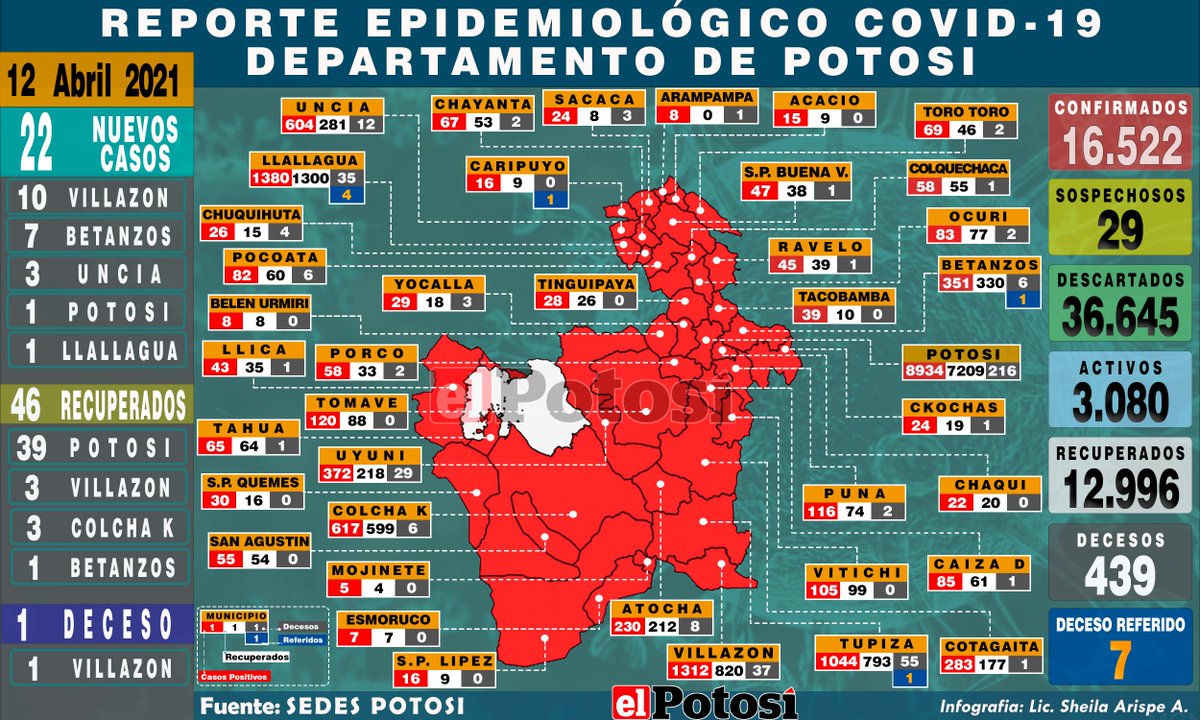 REPORTE EPIDEMIOLÓGICO COVID-19
DEPARTAMENTO DE POTOSI
12 Abril 2021
22 NUEVOS CASOS
10 VILLAZON
7 BETANZOS
3 UNCIA
1 POTOSI
1 LLALLAGUA
46 RECUPERADOS
39 POTOSI
3 VILLAZON
3 COLCHA K
1 BETANZOS
1 DECESO
1 VILLAZON
UNCIA
604 281 12
CHAYANTA
67 53 2
SACACA
24 8 3
ARAMPAMPA
8 0 1
ACACIO
15 9 0
TORO TORO
69 46 2
LLALLAGUA
1380 1300 35
4
CARIPUYO
16 9 0
1
S.P. BUENA V.
47 38 1
COLQUECHACA
58 55 1
CHUQUIHUTA
26 15 4
OCURI
83 77 2
POCOATA
82 60 6
RAVELO
45 39 1
BETANZOS
351 330 6
1
YOCALLA
29 18 3
TINGUIPAYA
28 26 0
TACOBAMBA
39 10 0
BELEN URMIRI
8 8 0
LLICA
43 35 1
PORCO
58 33 2
POTOSI
8934 7209 216
el Potosí
TOMAVE
120 88 0
CKOCHAS
24 19 1
TAHUA
65 64 1
UYUNI
372 218 29
S.P. QUEMES
30 16 0
PUNA
116 74 2
CHAQUI
22 20 0
COLCHA K
617 599 6
SAN AGUSTIN
55 54 0
MOJINETE
5 4 0
VITICHI
105 99 0
CAIZA D
85 61 1
ESMORUCO
7 7 0
ATOCHA
230 212 8
S.P. LIPEZ
16 9 0
VILLAZON
1312 820 37
TUPIZA
1044 793 55
1
COTAGAITA
283 177 1
MUNICIPIO
1 1 1 Decesos
1 Referidos
Recuperados
Casos Positivos
CONFIRMADOS
16.522
SOSPECHOSOS
29
DESCARTADOS
36.645
ACTIVOS
3.080
RECUPERADOS
12.996
DECESOS
439
DECESO REFERIDO
7
Fuente: SEDES POTOSI
el Potosí
Infografia: Lic. Sheila Arispe A.